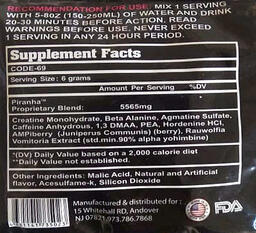 RECOMMENDATION FOR USE: MIX 1 SERVING
WITH 5-8OZ (150-250ML) OF WATER AND DRINK
20-30 MINUTES BEFORE ACTION. READ
WARNINGS BEFORE USE, NEVER EXCEED
1 SERVING IN ANY 24 HOUR PERIOD.
Supplement Facts
CODE-69
Serving Size: 6 grams
Amount Per Serving %DV
Piranha™
Proprietary Blend: 5565mg
Creatine Monohydrate, Beta Alanine, Agmatine Sulfate,
Caffeine Anhydrous, 1,3 DMAA, PEA, Hordenine HCl,
AMPiberry (Juniperus Communis) (berry), Rauwolfia
Vomitoria Extract (std.min.90% alpha yohimbine)
*(DV) Daily Value based on a 2,000 calorie diet
**Daily Value not established.
Other Ingredients: Malic Acid, Natural and Artificial
flavor, Acesulfame-k, Silicon Dioxide
Manufactured & distributed for:
15 Whitehall RD, Andover
NJ 07821,973,786,7868
FDA